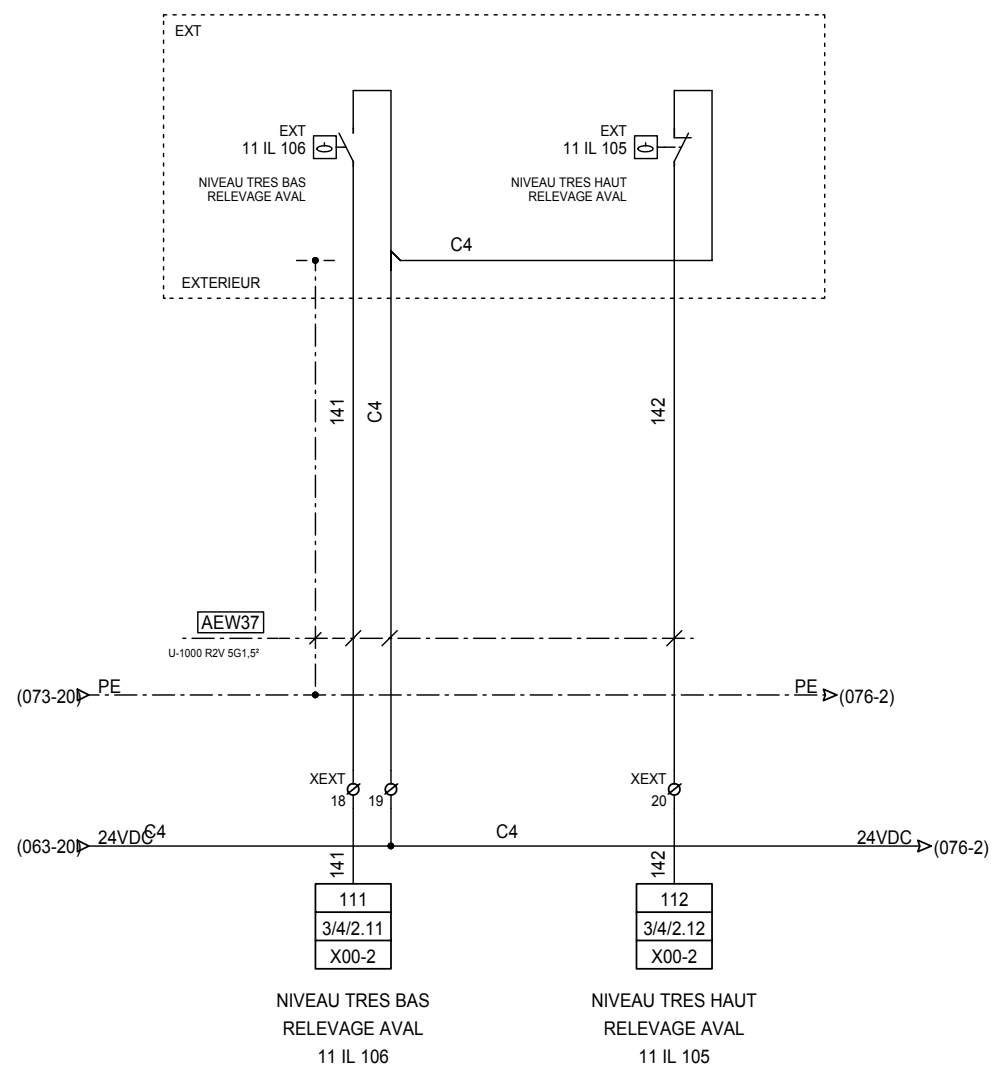 EXT
EXT
11 IL 106
NIVEAU TRES BAS
RELEVAGE AVAL
EXT
11 IL 105
NIVEAU TRES HAUT
RELEVAGE AVAL
C4
EXTERIEUR
141
C4
142
AEW37
U-1000 R2V 5G1,5²
(073-20)
PE
PE
(076-2)
XEXT
18
19
XEXT
20
(063-20)
24VDC
C4
C4
24VDC
(076-2)
141
142
111
3/4/2.11
X00-2
112
3/4/2.12
X00-2
NIVEAU TRES BAS
RELEVAGE AVAL
11 IL 106
NIVEAU TRES HAUT
RELEVAGE AVAL
11 IL 105